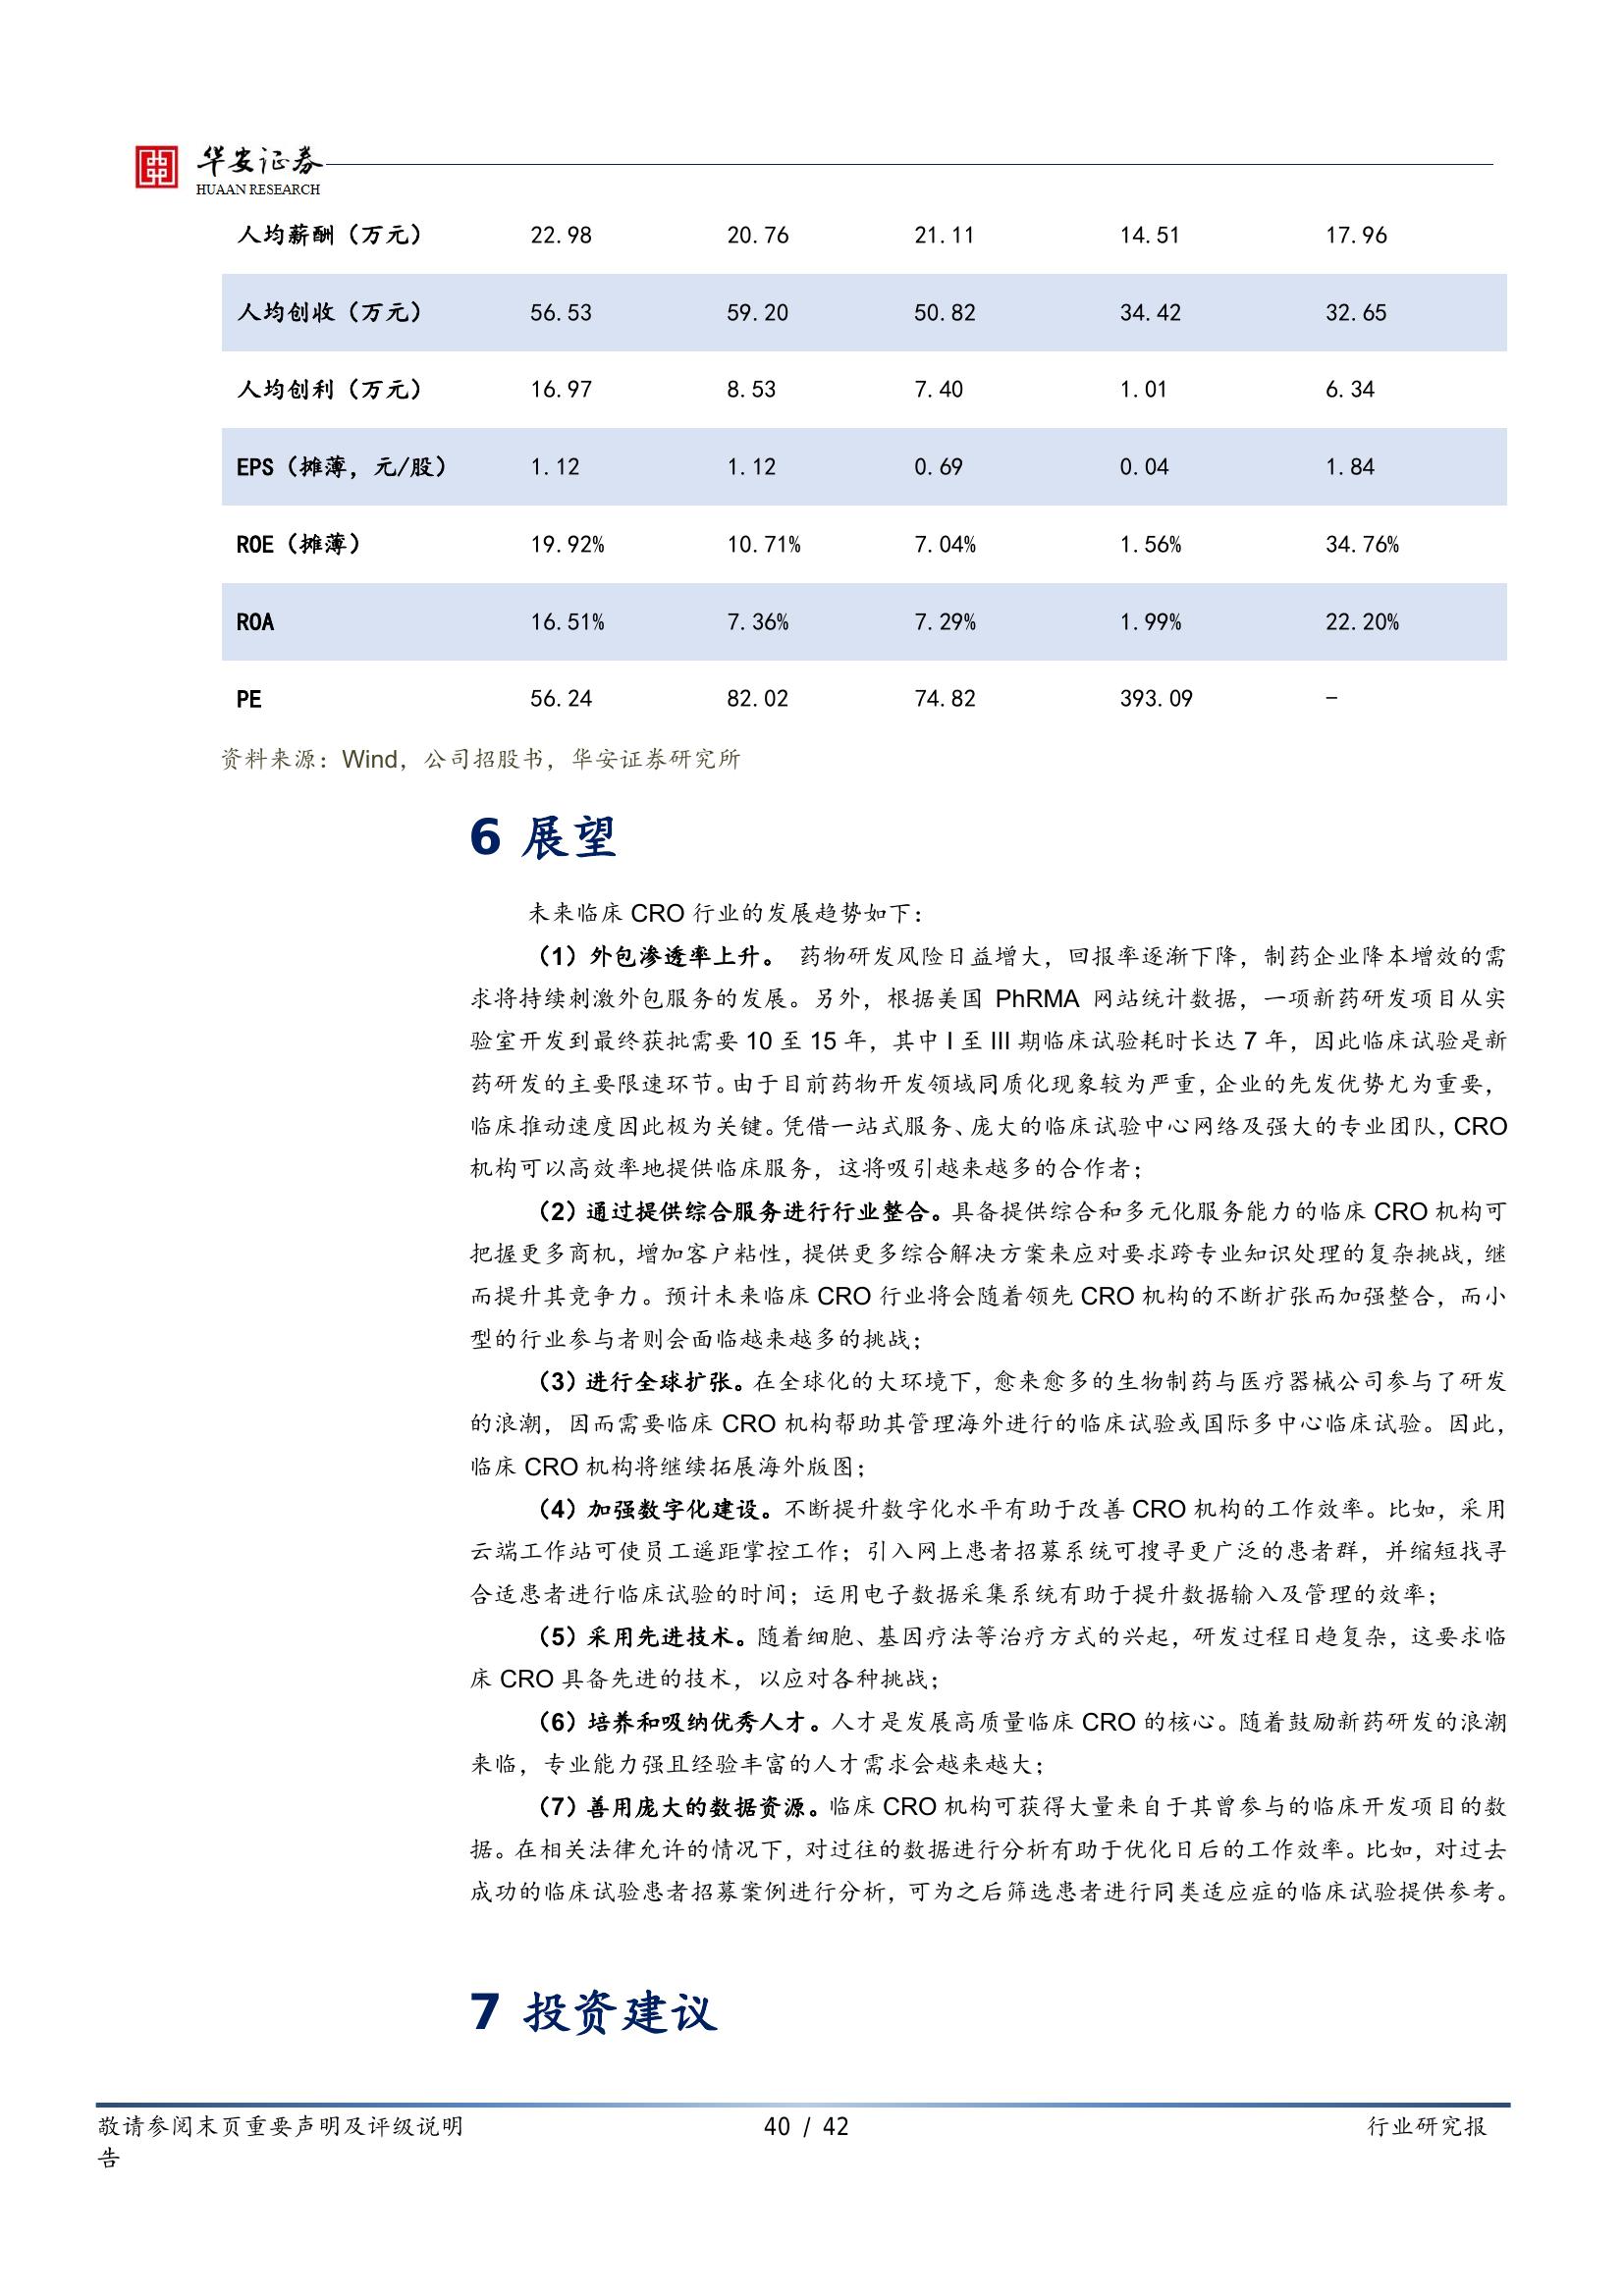 华安证券
HUAAN RESEARCH
人均薪酬（万元） 22.98 20.76 21.11 14.51 17.96
人均创收（万元） 56.53 59.20 50.82 34.42 32.65
人均创利（万元） 16.97 8.53 7.40 1.01 6.34
EPS（摊薄，元/股） 1.12 1.12 0.69 0.04 1.84
ROE（摊薄） 19.92% 10.71% 7.04% 1.56% 34.76%
ROA 16.51% 7.36% 7.29% 1.99% 22.20%
PE 56.24 82.02 74.82 393.09 -
资料来源：Wind，公司招股书，华安证券研究所
6 展望
未来临床 CRO 行业的发展趋势如下：
（1）外包渗透率上升。 药物研发风险日益增大，回报率逐渐下降，制药企业降本增效的需
求将持续刺激外包服务的发展。另外，根据美国 PhRMA 网站统计数据，一项新药研发项目从实
验室开发到最终获批需要 10 至 15 年，其中 I 至 III 期临床试验耗时长达 7 年，因此临床试验是新
药研发的主要限速环节。由于目前药物开发领域同质化现象较为严重，企业的先发优势尤为重要，
临床推动速度因此极为关键。凭借一站式服务、庞大的临床试验中心网络及强大的专业团队，CRO
机构可以高效率地提供临床服务，这将吸引越来越多的合作者；
（2）通过提供综合服务进行行业整合。具备提供综合和多元化服务能力的临床 CRO 机构可
把握更多商机，增加客户粘性，提供更多综合解决方案来应对要求跨专业知识处理的复杂挑战，继
而提升其竞争力。预计未来临床 CRO 行业将会随着领先 CRO 机构的不断扩张而加强整合，而小
型的行业参与者则会面临越来越多的挑战；
（3）进行全球扩张。在全球化的大环境下，愈来愈多的生物制药与医疗器械公司参与了研发
的浪潮，因而需要临床 CRO 机构帮助其管理海外进行的临床试验或国际多中心临床试验。因此，
临床 CRO 机构将继续拓展海外版图；
（4）加强数字化建设。不断提升数字化水平有助于改善 CRO 机构的工作效率。比如，采用
云端工作站可使员工遥距掌控工作；引入网上患者招募系统可搜寻更广泛的患者群，并缩短找寻
合适患者进行临床试验的时间；运用电子数据采集系统有助于提升数据输入及管理的效率；
（5）采用先进技术。随着细胞、基因疗法等治疗方式的兴起，研发过程日趋复杂，这要求临
床 CRO 具备先进的技术，以应对各种挑战；
（6）培养和吸纳优秀人才。人才是发展高质量临床 CRO 的核心。随着鼓励新药研发的浪潮
来临，专业能力强且经验丰富的人才需求会越来越大；
（7）善用庞大的数据资源。临床 CRO 机构可获得大量来自于其曾参与的临床开发项目的数
据。在相关法律允许的情况下，对过往的数据进行分析有助于优化日后的工作效率。比如，对过去
成功的临床试验患者招募案例进行分析，可为之后筛选患者进行同类适应症的临床试验提供参考。
7 投资建议
敬请参阅末页重要声明及评级说明 40 / 42 行业研究报
告